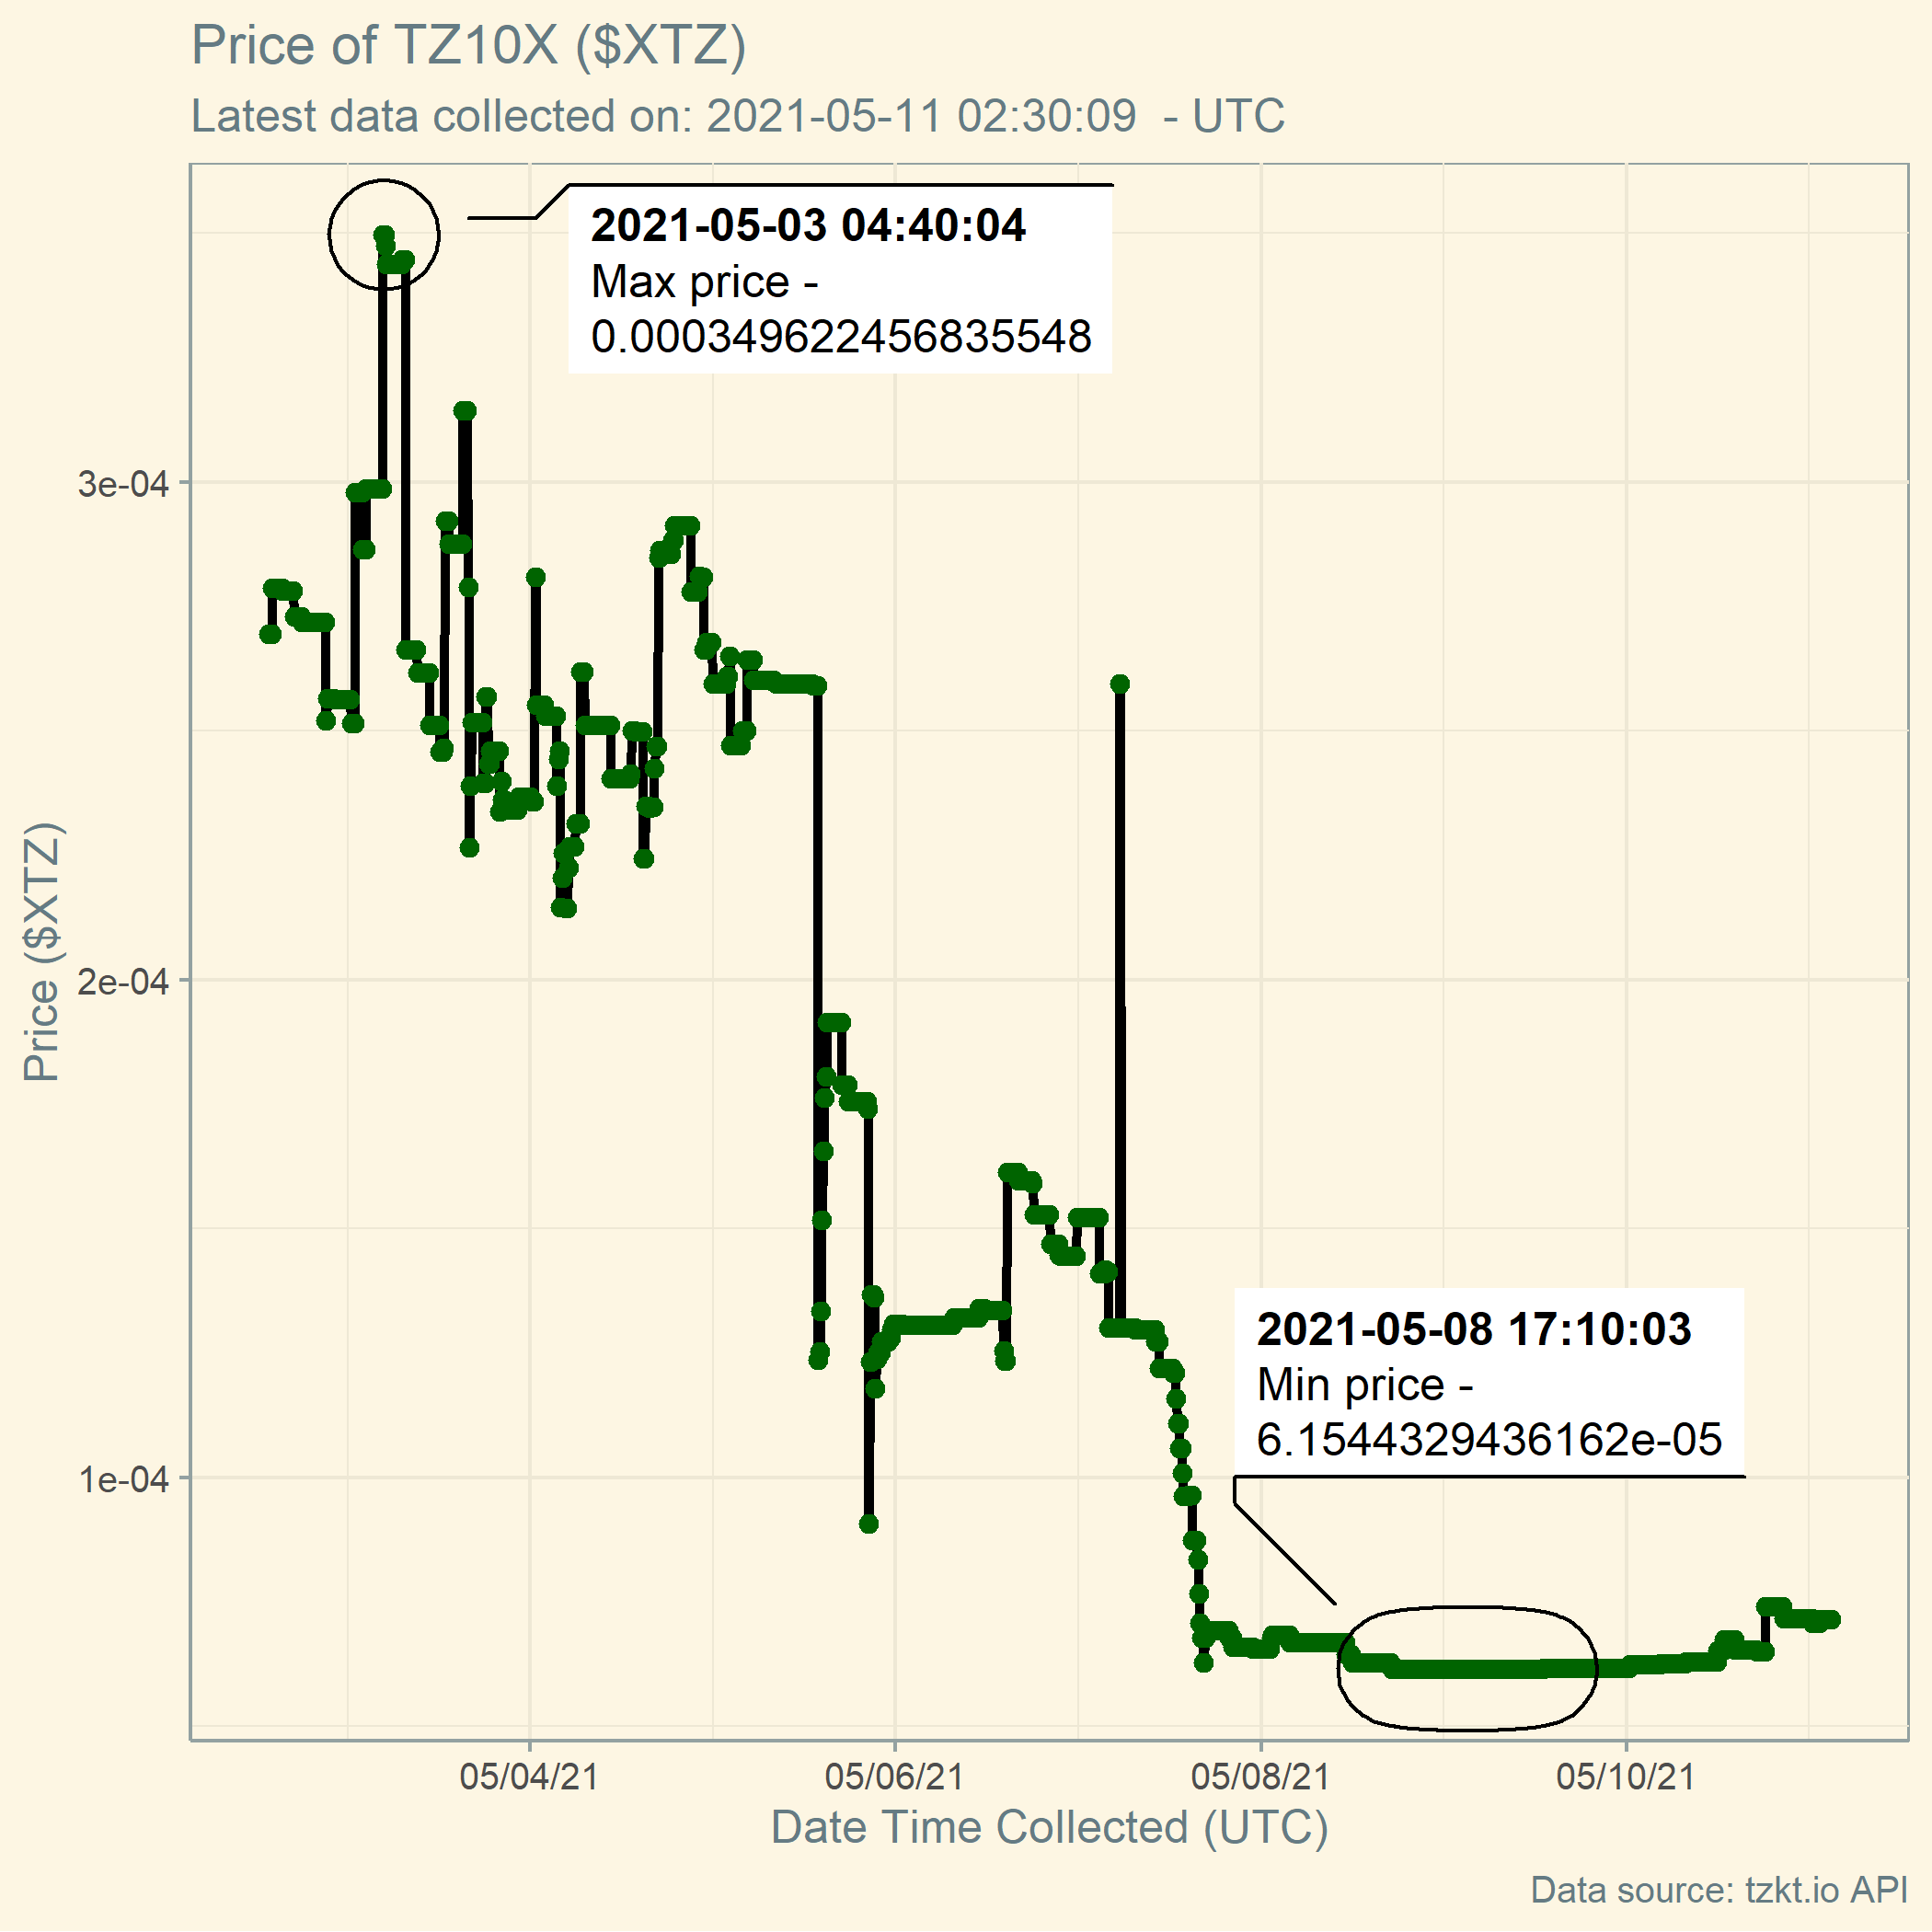 Price of TZ10X ($XTZ)
Latest data collected on: 2021-05-11 02:30:09  - UTC
2021-05-03 04:40:04
Max price -
0.000349622456835548
3e-04
2e-04
1e-04
Price ($XTZ)
2021-05-08 17:10:03
Min price -
6.1544329436162e-05
05/04/21
05/06/21
05/08/21
05/10/21
Date Time Collected (UTC)
Data source: tzkt.io API